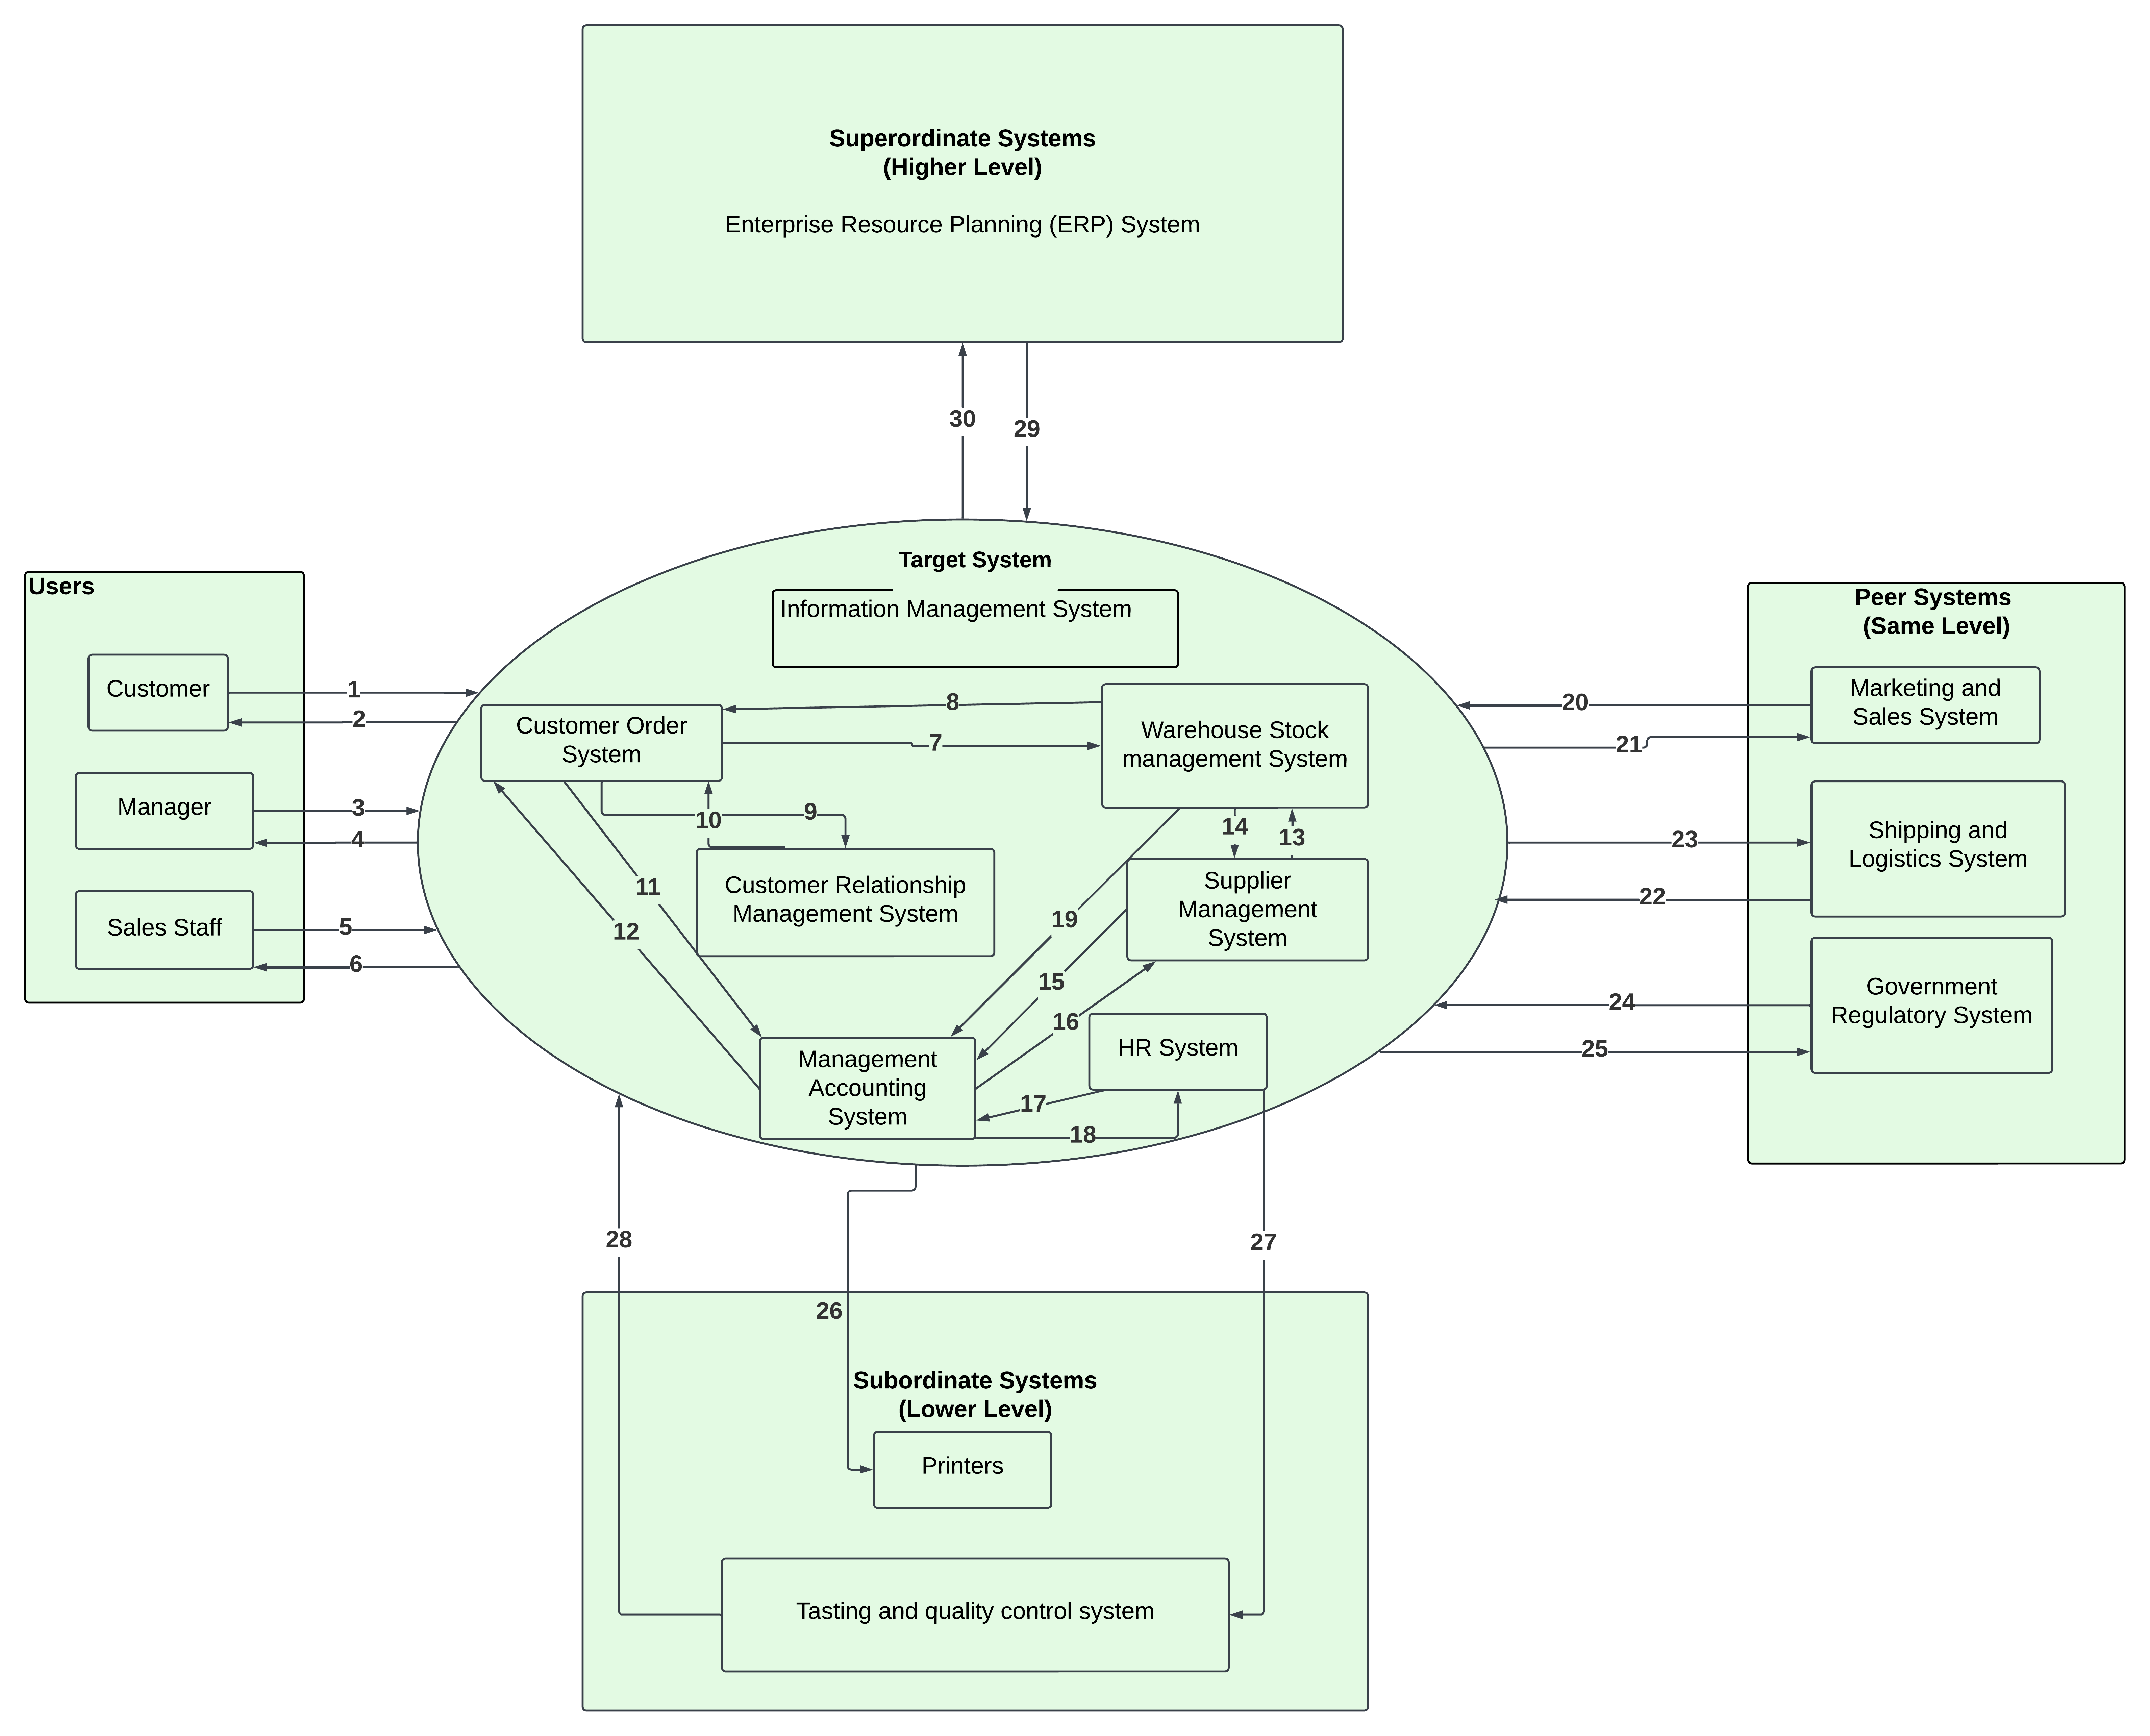 Superordinate Systems
(Higher Level)
Enterprise Resource Planning (ERP) System
30
29
Target System
Information Management System
Users
Customer
1
2
Manager
3
4
Sales Staff
5
6
Customer Order
System
8
7
Warehouse Stock
management System
10
9
14
13
Customer Relationship
Management System
Supplier
Management
System
11
12
19
15
16
Management
Accounting
System
HR System
17
18
Peer Systems
(Same Level)
Marketing and
Sales System
20
21
Shipping and
Logistics System
23
22
Government
Regulatory System
24
25
28
27
26
Subordinate Systems
(Lower Level)
Printers
Tasting and quality control system